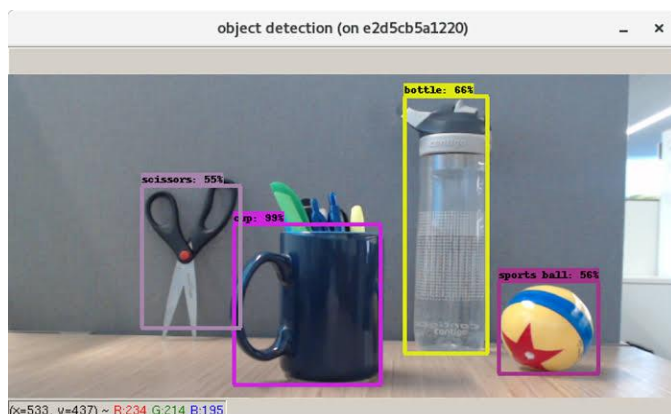 object detection (on e2d5cb5a1220)
bottle: 66%
scissors: 55%
cup: 99%
sports ball: 56%
(x=533, y=437) ~ R:234 G:214 B:195